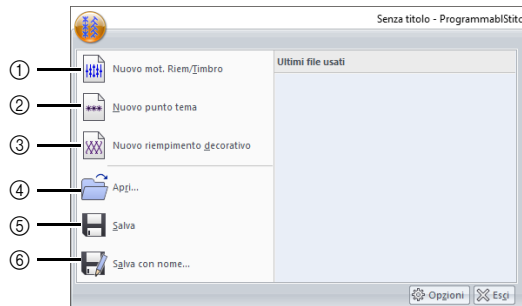 Senza titolo - ProgrammablStitc
① Nuovo mot. Riem/Timbro
Ultimi file usati
② Nuovo punto tema
③ Nuovo riempimento decorativo
④ Apri...
⑤ Salva
⑥ Salva con nome...
Opzioni
Esci